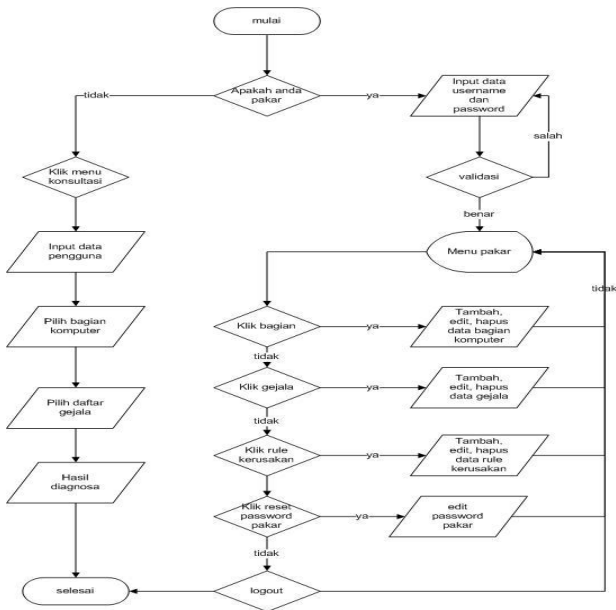 mulai
Apakah anda
pakar
tidak
ya
Input data
username
dan
password
salah
Klik menu
konsultasi
validasi
benar
Input data
pengguna
Menu pakar
tidak
Pilih bagian
komputer
Klik bagian
ya
Tambah,
edit, hapus
data bagian
komputer
tidak
Pilih daftar
gejala
Klik gejala
ya
Tambah,
edit, hapus
data gejala
tidak
Hasil
diagnosa
Klik rule
kerusakan
ya
Tambah,
edit, hapus
data rule
kerusakan
Klik reset
password
pakar
ya
edit
password
pakar
tidak
selesai
logout